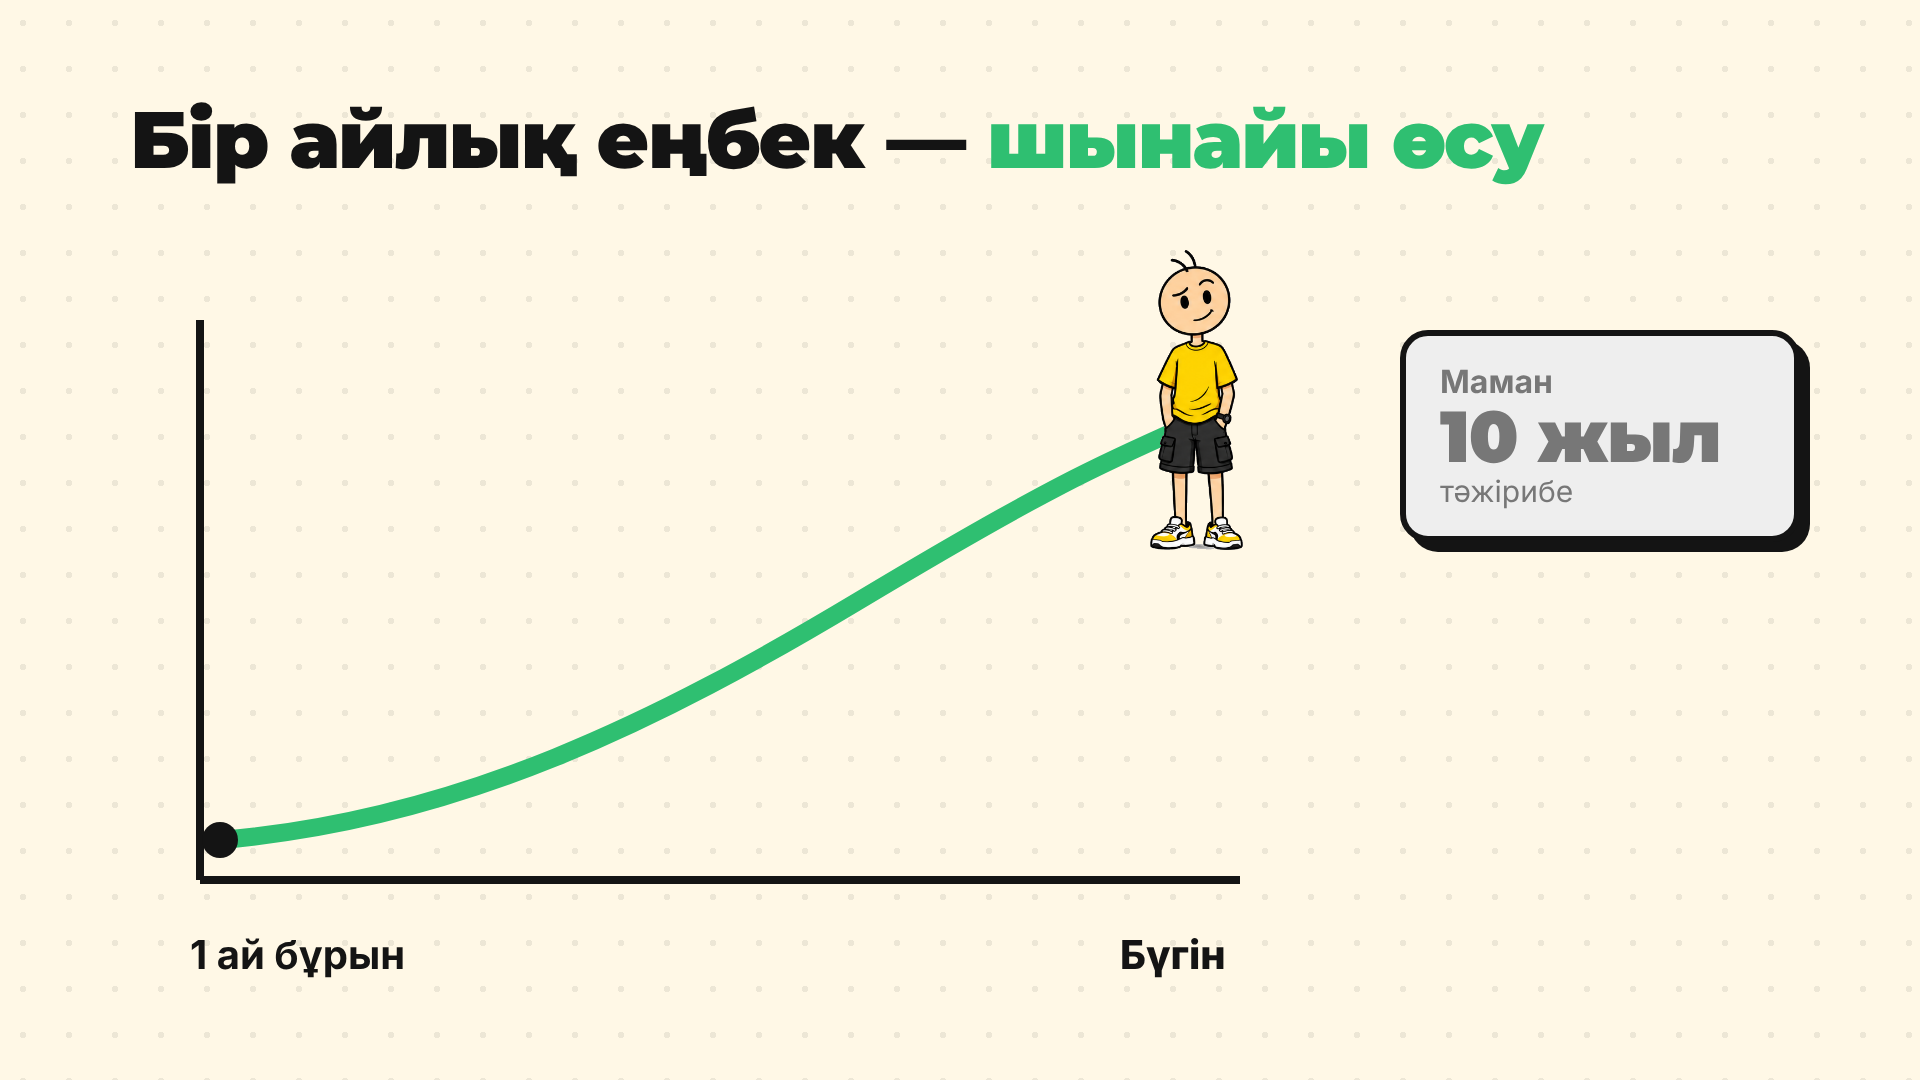 Бір айлық еңбек — шынайы өсу
Маман
10 жыл
тәжірибе
1 ай бұрын
Бүгін